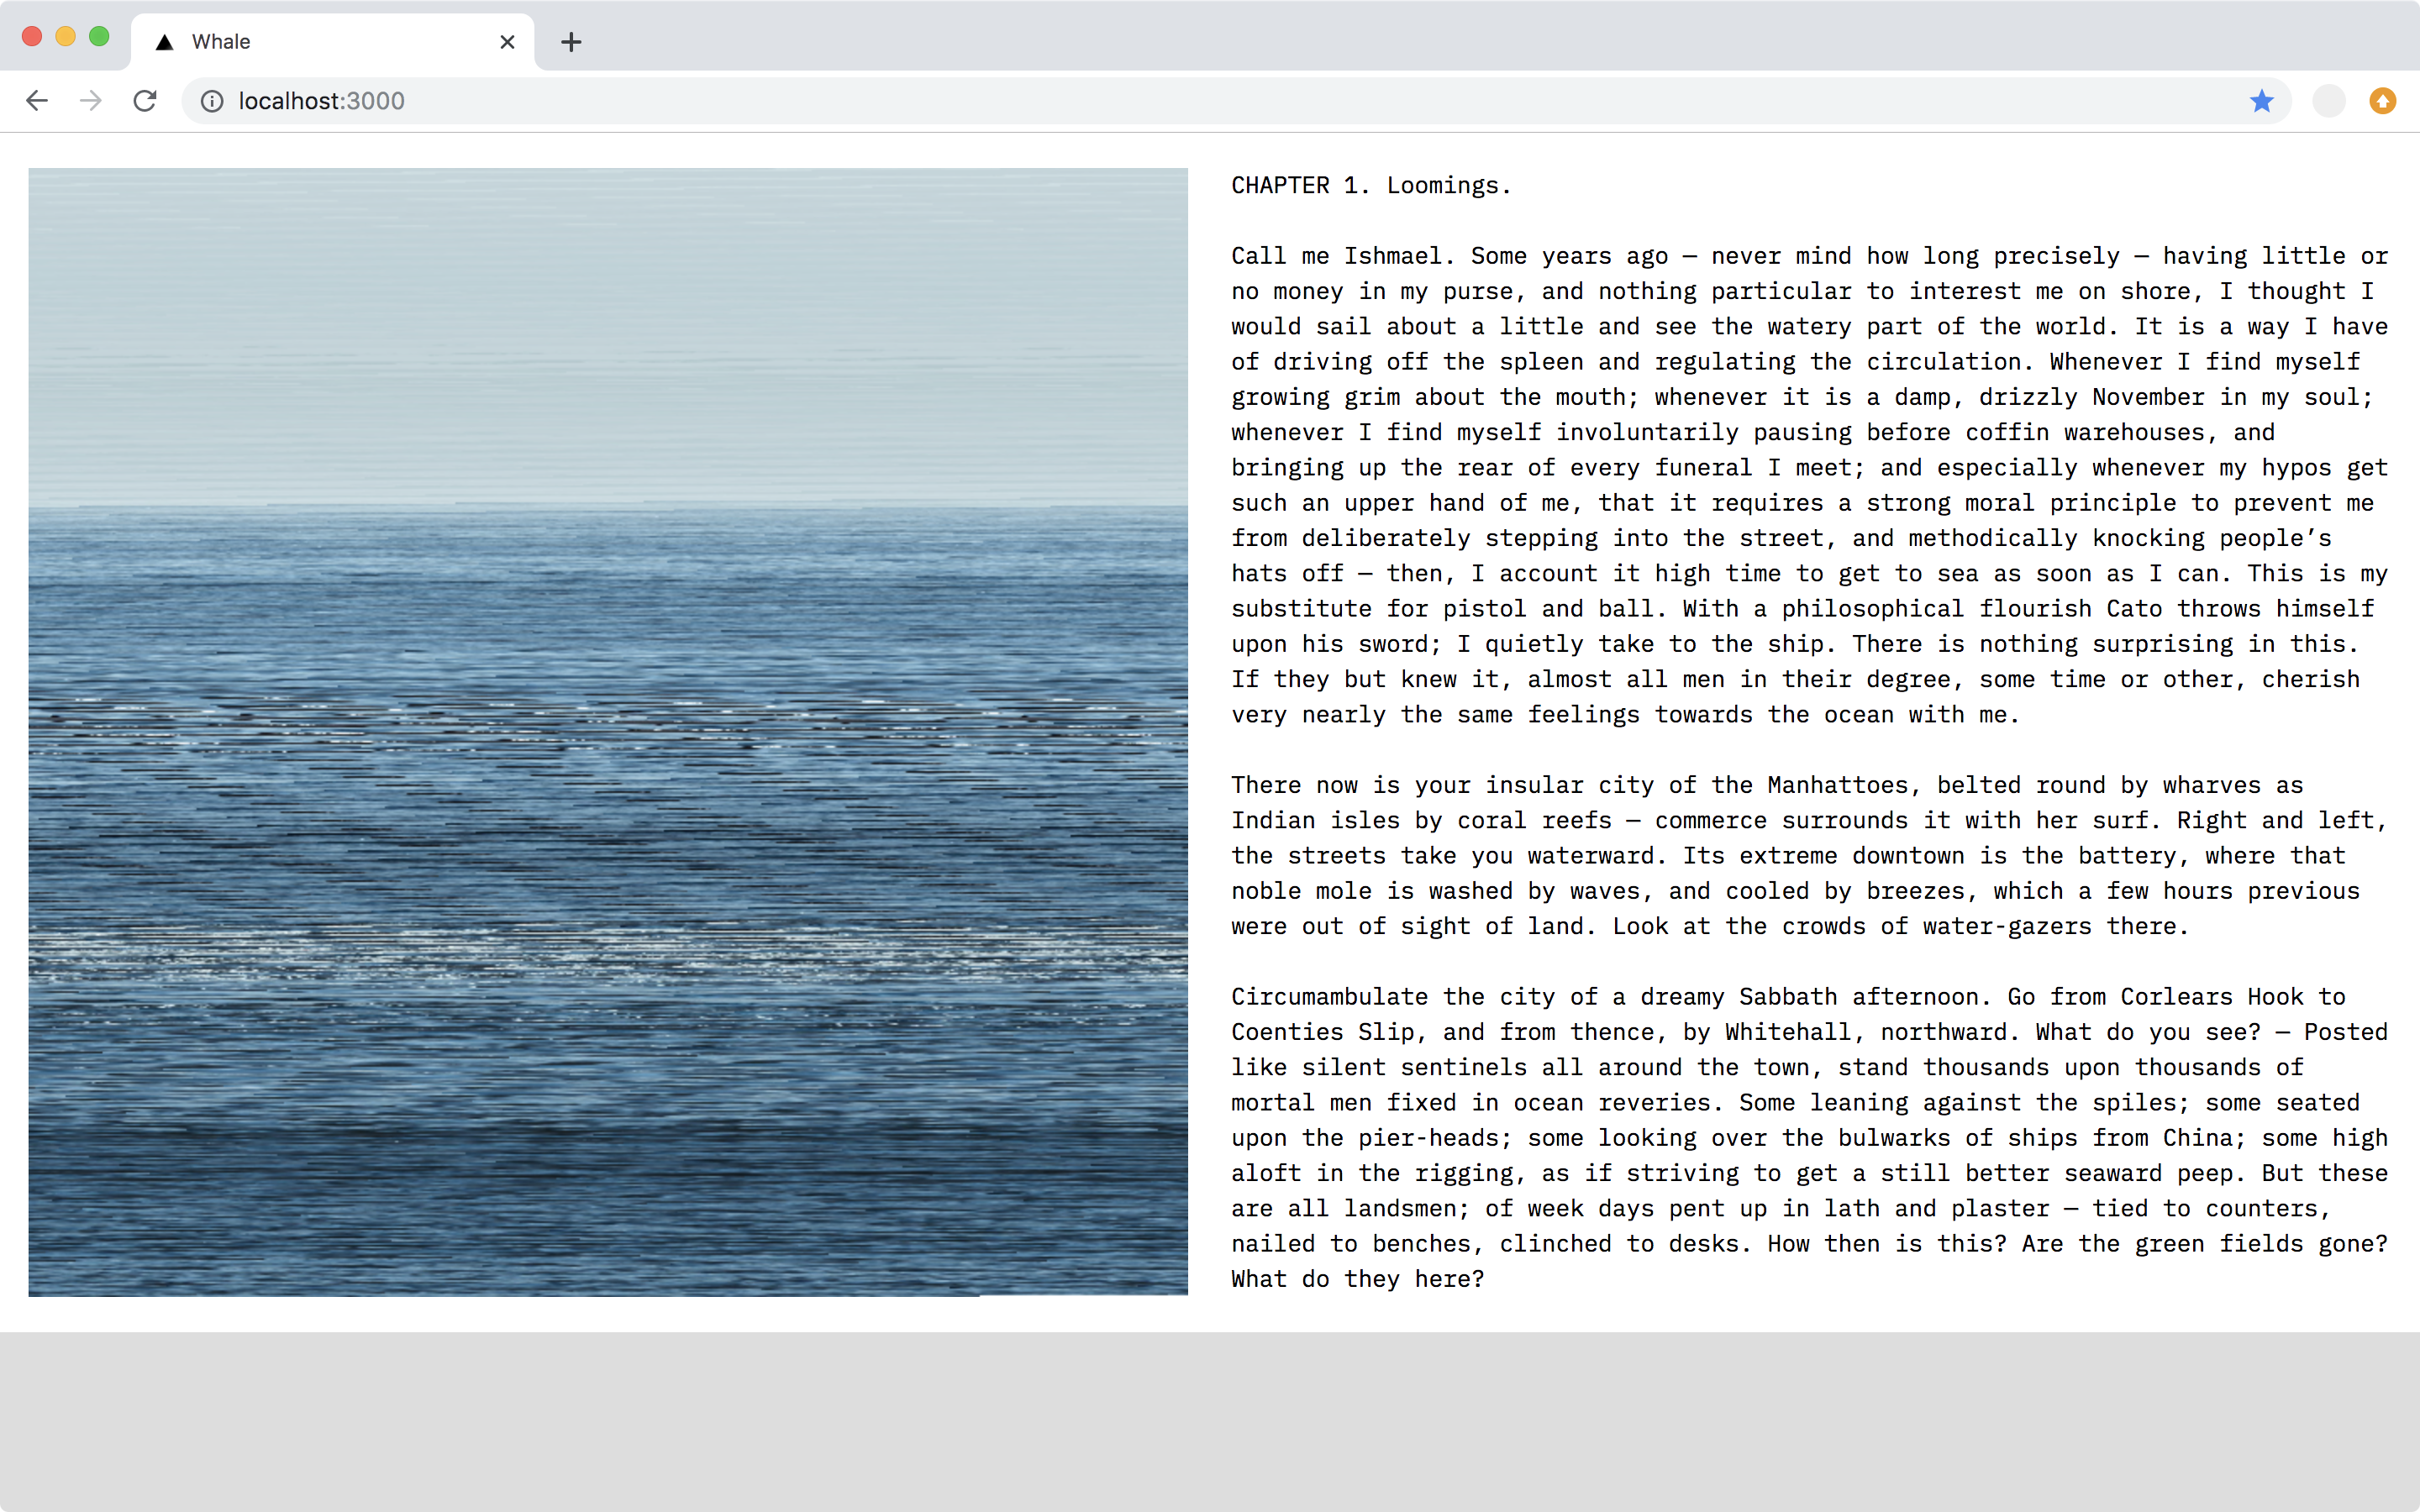 Whale
localhost:3000
CHAPTER 1. Loomings.
Call me Ishmael. Some years ago — never mind how long precisely — having little or
no money in my purse, and nothing particular to interest me on shore, I thought I
would sail about a little and see the watery part of the world. It is a way I have
of driving off the spleen and regulating the circulation. Whenever I find myself
growing grim about the mouth; whenever it is a damp, drizzly November in my soul;
whenever I find myself involuntarily pausing before coffin warehouses, and
bringing up the rear of every funeral I meet; and especially whenever my hypos get
such an upper hand of me, that it requires a strong moral principle to prevent me
from deliberately stepping into the street, and methodically knocking people’s
hats off — then, I account it high time to get to sea as soon as I can. This is my
substitute for pistol and ball. With a philosophical flourish Cato throws himself
upon his sword; I quietly take to the ship. There is nothing surprising in this.
If they but knew it, almost all men in their degree, some time or other, cherish
very nearly the same feelings towards the ocean with me.
There now is your insular city of the Manhattoes, belted round by wharves as
Indian isles by coral reefs — commerce surrounds it with her surf. Right and left,
the streets take you waterward. Its extreme downtown is the battery, where that
noble mole is washed by waves, and cooled by breezes, which a few hours previous
were out of sight of land. Look at the crowds of water-gazers there.
Circumambulate the city of a dreamy Sabbath afternoon. Go from Corlears Hook to
Coenties Slip, and from thence, by Whitehall, northward. What do you see? — Posted
like silent sentinels all around the town, stand thousands upon thousands of
mortal men fixed in ocean reveries. Some leaning against the spiles; some seated
upon the pier-heads; some looking over the bulwarks of ships from China; some high
aloft in the rigging, as if striving to get a still better seaward peep. But these
are all landsmen; of week days pent up in lath and plaster — tied to counters,
nailed to benches, clinched to desks. How then is this? Are the green fields gone?
What do they here?